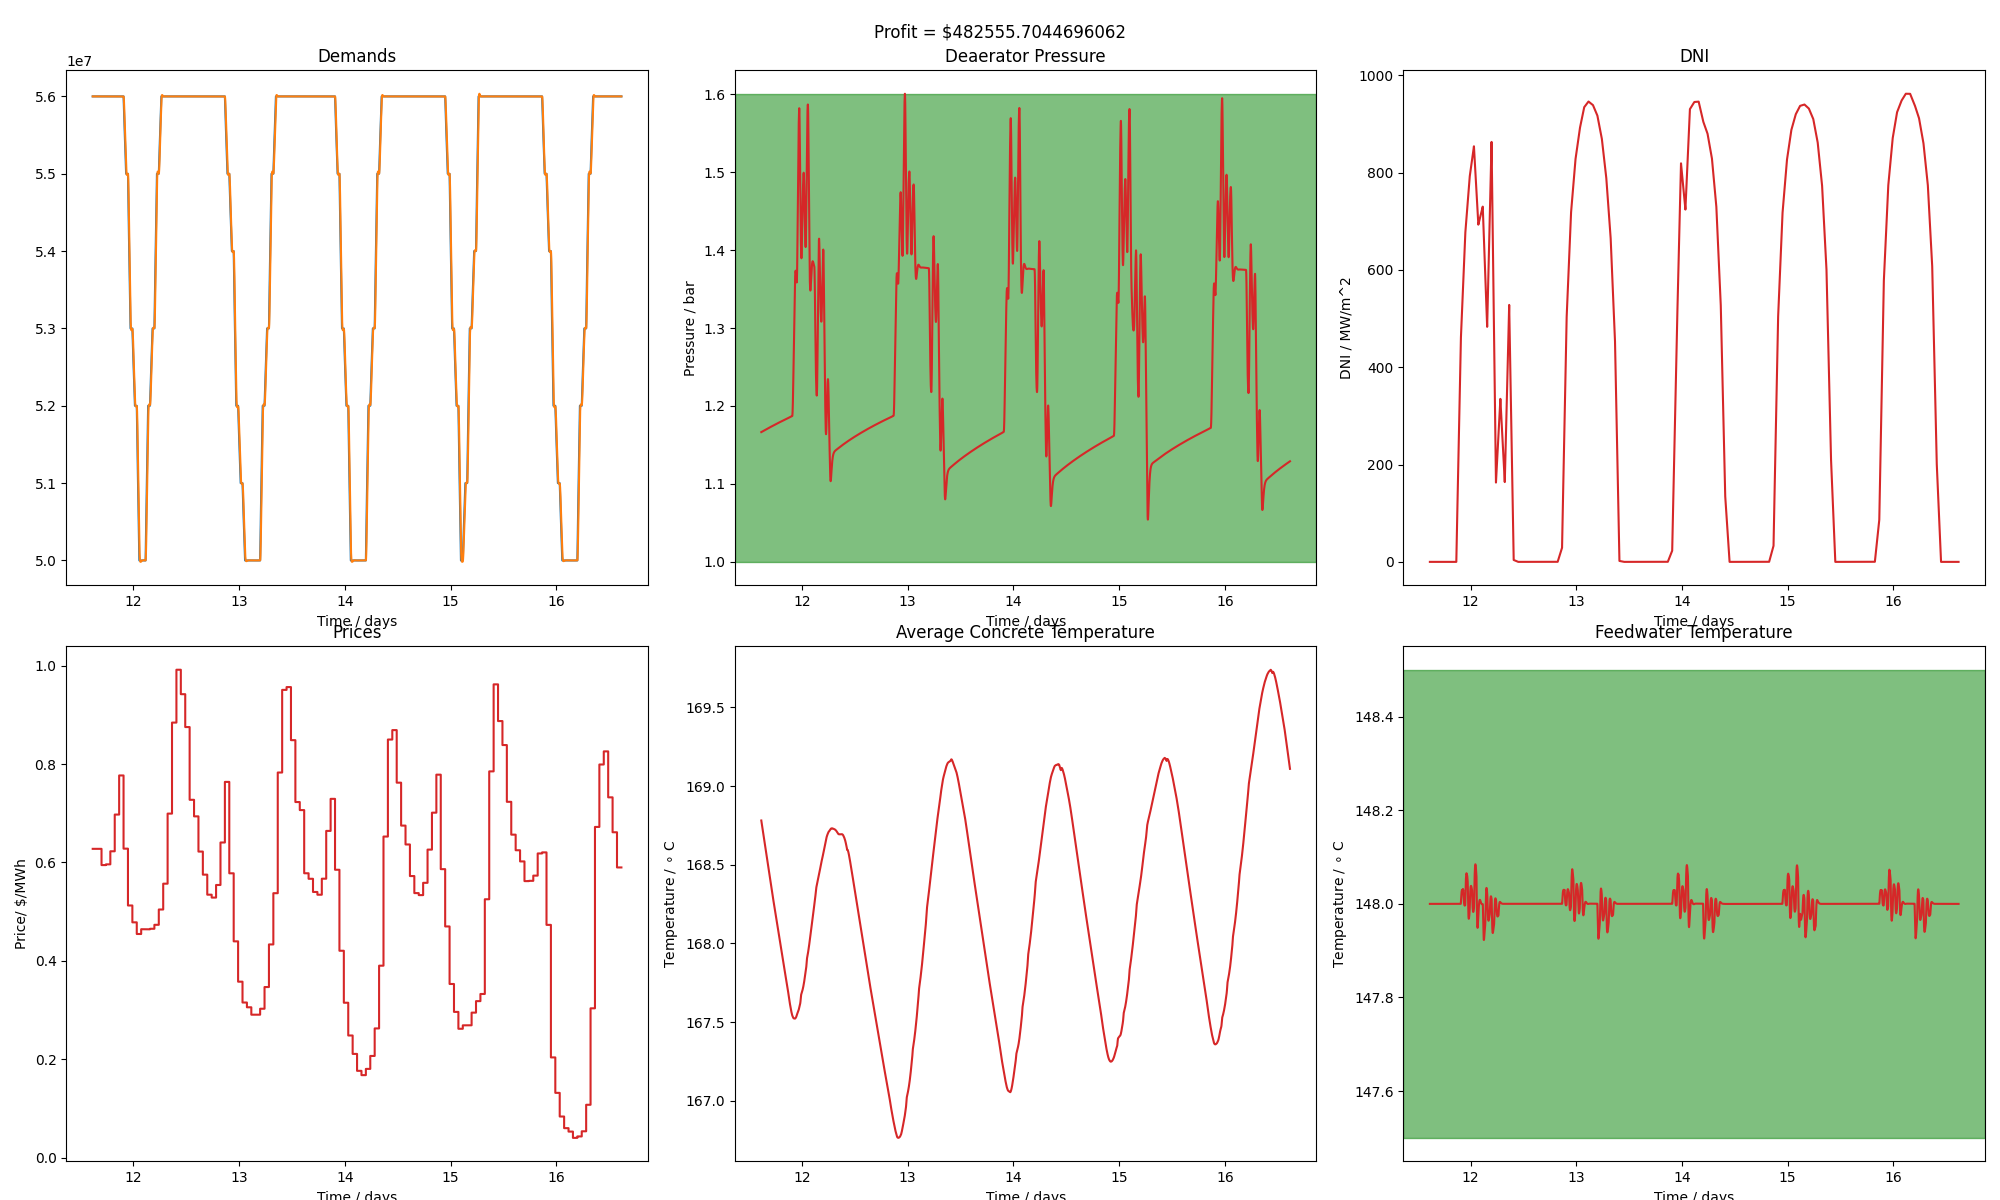 Profit = $482555.7044696062
Demands
1e7
5.6
5.5
5.4
5.3
5.2
5.1
5.0
12 13 14 15 16
Time / days
Deaerator Pressure
Pressure / bar
1.6
1.5
1.4
1.3
1.2
1.1
1.0
12 13 14 15 16
Time / days
DNI
DNI / MW/m^2
1000
800
600
400
200
0
12 13 14 15 16
Time / days
Prices
Price/ $/MWh
1.0
0.8
0.6
0.4
0.2
0.0
12 13 14 15 16
Time / days
Average Concrete Temperature
Temperature / ∘ C
169.5
169.0
168.5
168.0
167.5
167.0
12 13 14 15 16
Time / days
Feedwater Temperature
Temperature / ∘ C
148.4
148.2
148.0
147.8
147.6
12 13 14 15 16
Time / days